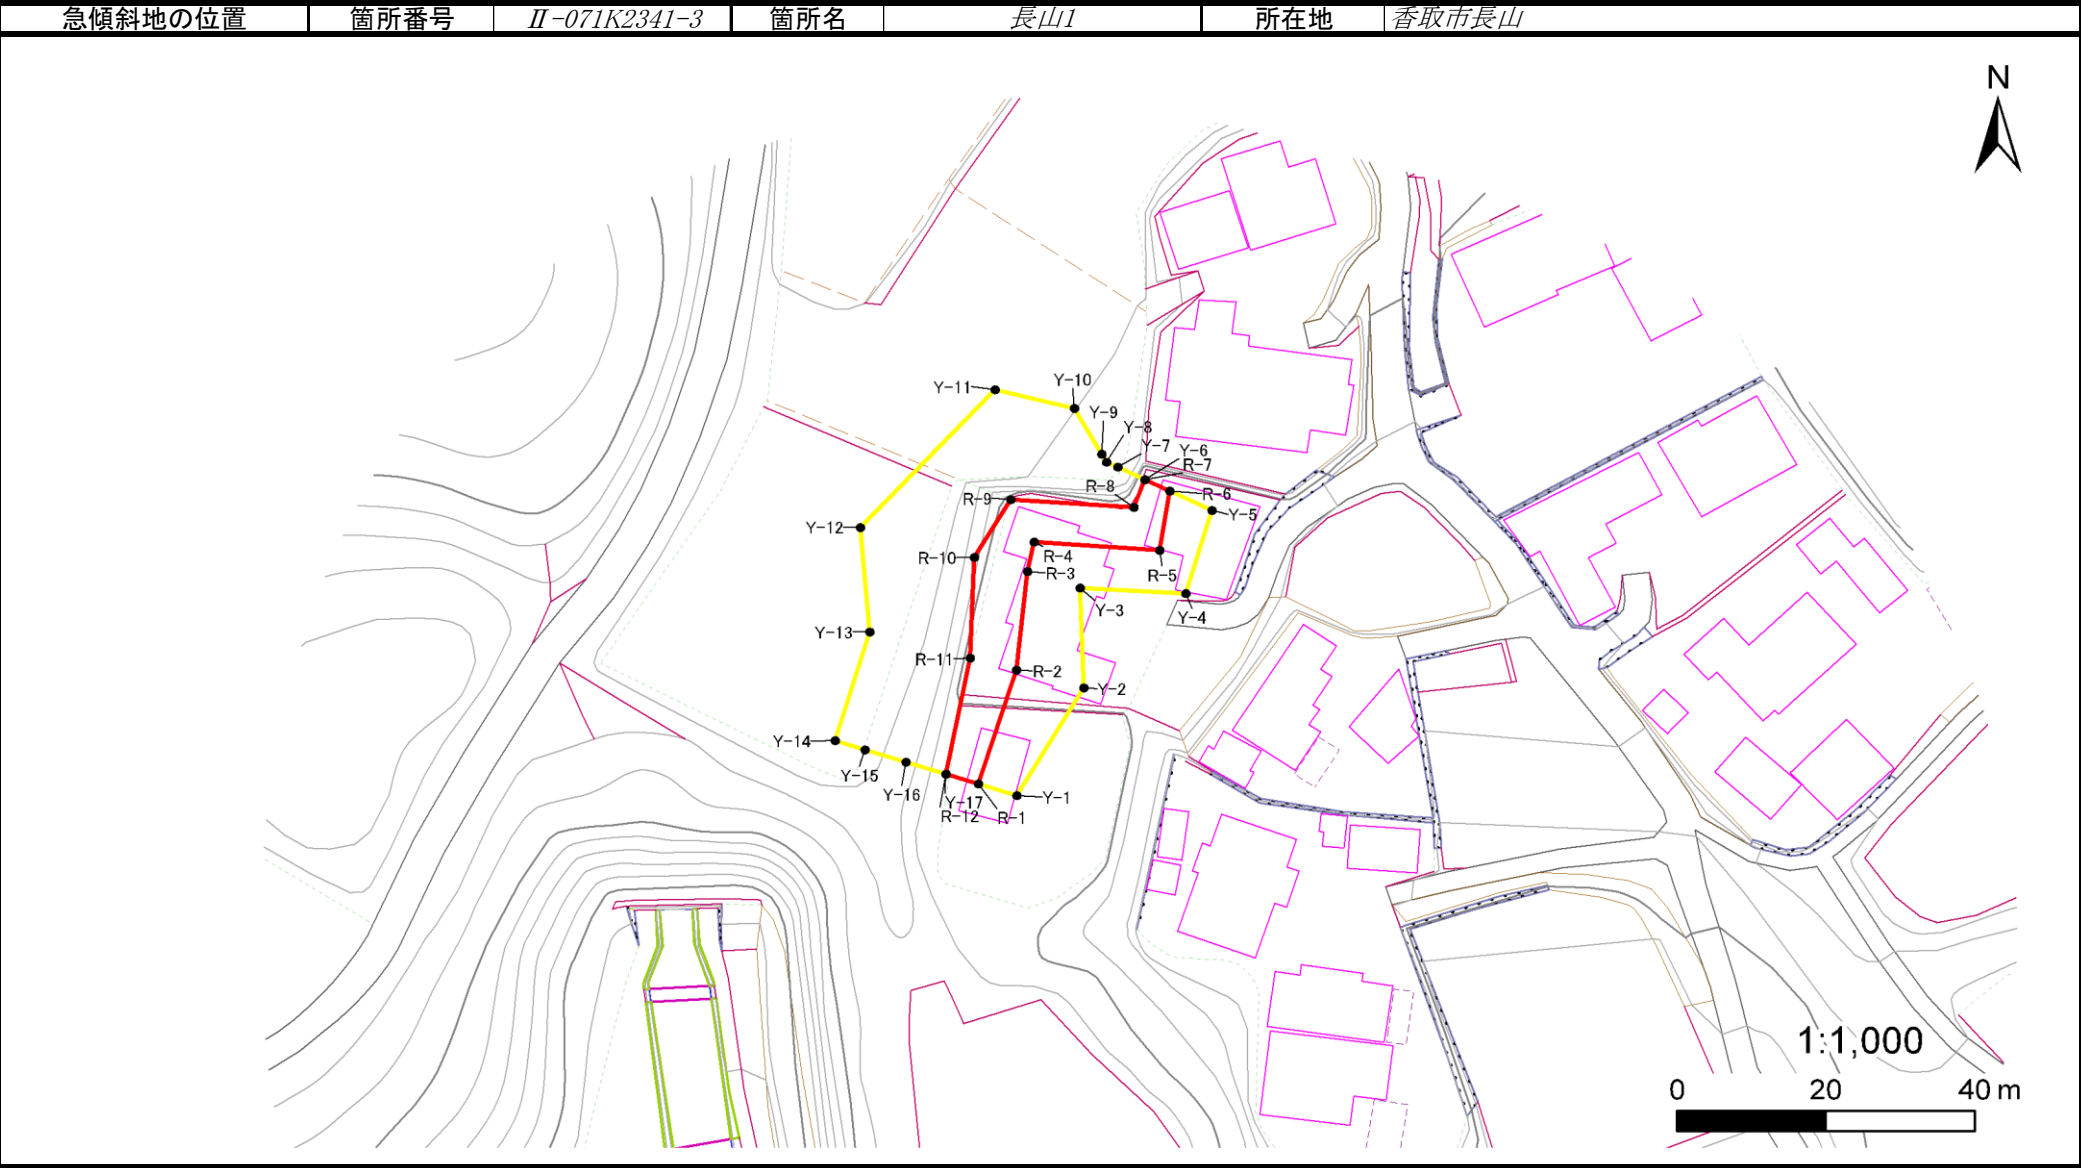 急傾斜地の位置 箇所番号 Ⅱ-071K2341-3 箇所名 長山1 所在地 香取市長山
N
Y-10
Y-11
Y-9
Y-8
Y-7
Y-6
R-7
R-8
R-6
R-9
Y-5
Y-12
R-4
R-10
R-3
R-5
Y-3
Y-4
Y-13
R-11
R-2
Y-2
Y-14
Y-15
Y-16
Y-17
Y-1
R-12
R-1
1:1,000
0 20 40 m